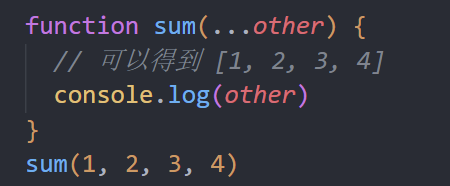 function sum(...other) {
  // 可以得到 [1, 2, 3, 4]
  console.log(other)
}
sum(1, 2, 3, 4)